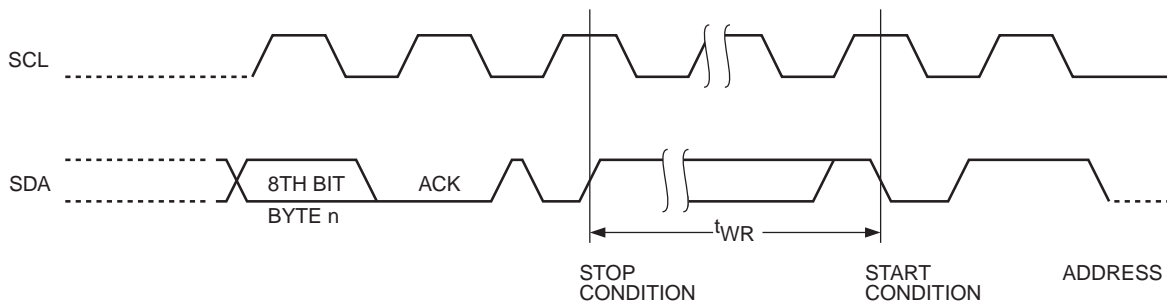 SCL
SDA
8TH BIT
ACK
BYTE n
tWR
STOP
CONDITION
START
CONDITION
ADDRESS